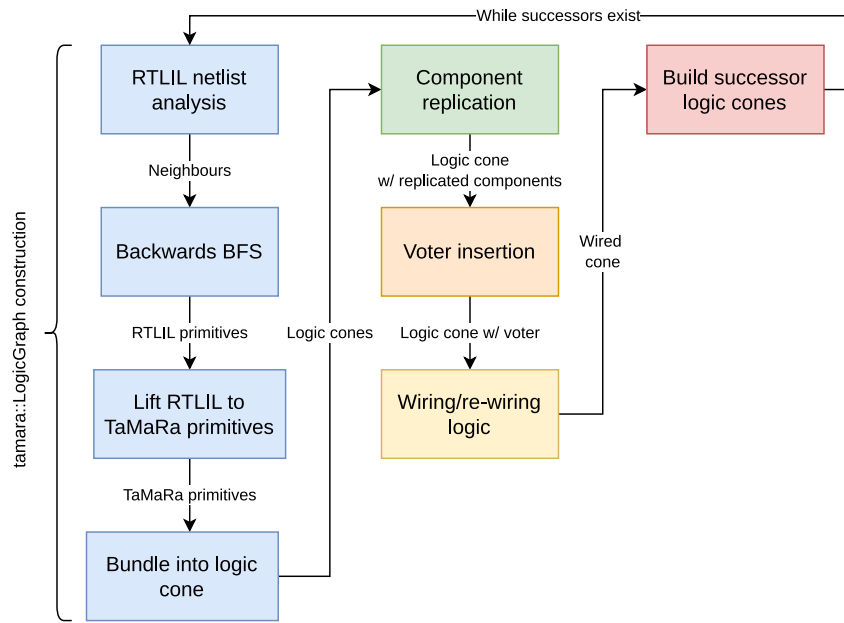 While successors exist
tamara::LogicGraph construction
RTLIL netlist
analysis
Neighbours
Backwards BFS
RTLIL primitives
Lift RTLIL to
TaMaRa primitives
TaMaRa primitives
Bundle into logic
cone
Logic cones
Component
replication
Logic cone
w/ replicated components
Voter insertion
Logic cone w/ voter
Wiring/re-wiring
logic
Wired
cone
Build successor
logic cones